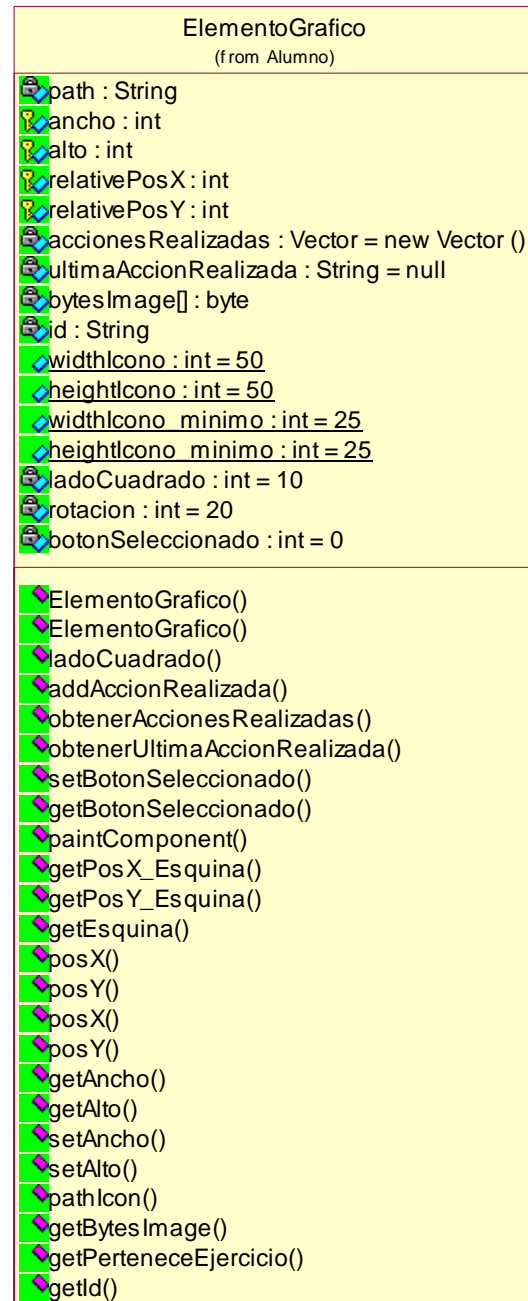 ElementoGrafico
(from Alumno)
path : String
ancho : int
alto : int
relativePosX : int
relativePosY : int
accionesRealizadas : Vector = new Vector ()
ultimaAccionRealizada : String = null
bytesImage[] : byte
id : String
widthIcono : int = 50
heightIcono : int = 50
widthIcono_minimo : int = 25
heightIcono_minimo : int = 25
ladoCuadrado : int = 10
rotacion : int = 20
botonSeleccionado : int = 0
ElementoGrafico()
ElementoGrafico()
ladoCuadrado()
addAccionRealizada()
obtenerAccionesRealizadas()
obtenerUltimaAccionRealizada()
setBotonSeleccionado()
getBotonSeleccionado()
paintComponent()
getPosX_Esquina()
getPosY_Esquina()
getEsquina()
posX()
posY()
posX()
posY()
getAncho()
getAlto()
setAncho()
setAlto()
pathIcon()
getBytesImage()
getPerteneceEjercicio()
getId()